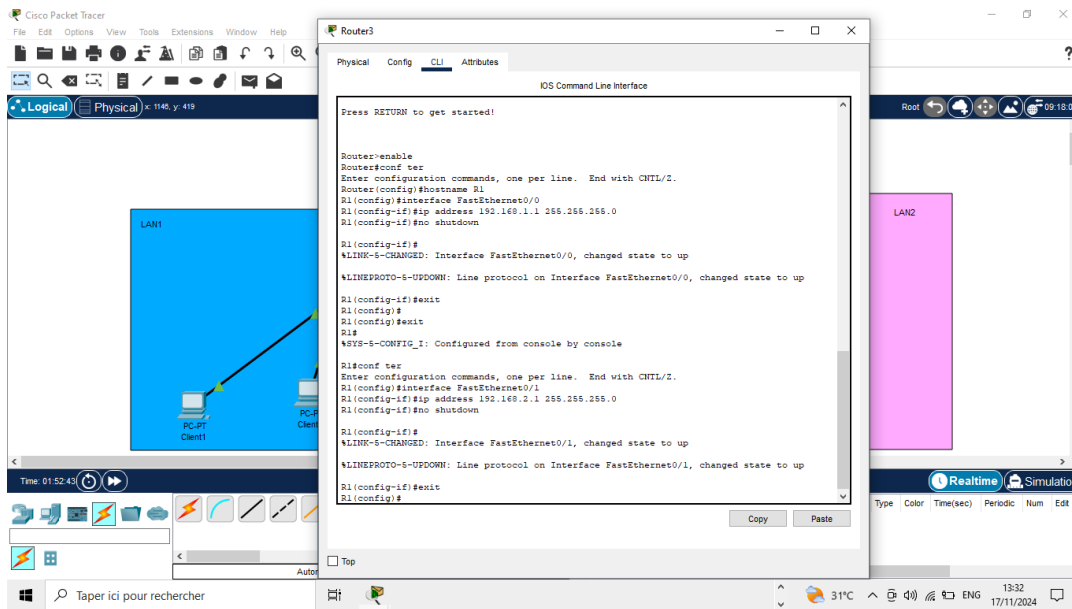 Cisco Packet Tracer
File Edit Options View Tools Extensions Window Help
Logical
Physical
x: 1146, y: 419
Root
09:18:0
LAN1
PC-PT
Client1
PC-P
Client
LAN2
Router3
Physical Config CLI Attributes
IOS Command Line Interface
Press RETURN to get started!
Router>enable
Router#conf ter
Enter configuration commands, one per line. End with CNTL/Z.
Router(config)#hostname R1
R1(config)#interface FastEthernet0/0
R1(config-if)#ip address 192.168.1.1 255.255.255.0
R1(config-if)#no shutdown
R1(config-if)#
%LINK-5-CHANGED: Interface FastEthernet0/0, changed state to up
%LINEPROTO-5-UPDOWN: Line protocol on Interface FastEthernet0/0, changed state to up
R1(config-if)#exit
R1(config)#
R1(config)#exit
R1#
%SYS-5-CONFIG_I: Configured from console by console
R1#conf ter
Enter configuration commands, one per line. End with CNTL/Z.
R1(config)#interface FastEthernet0/1
R1(config-if)#ip address 192.168.2.1 255.255.255.0
R1(config-if)#no shutdown
R1(config-if)#
%LINK-5-CHANGED: Interface FastEthernet0/1, changed state to up
%LINEPROTO-5-UPDOWN: Line protocol on Interface FastEthernet0/1, changed state to up
R1(config-if)#exit
R1(config)#
Copy Paste
Top
Time: 01:52:43
Realtime
Simulatio
Type Color Time(sec) Periodic Num Edit
Autor
Taper ici pour rechercher
31°C
ENG
13:32
17/11/2024